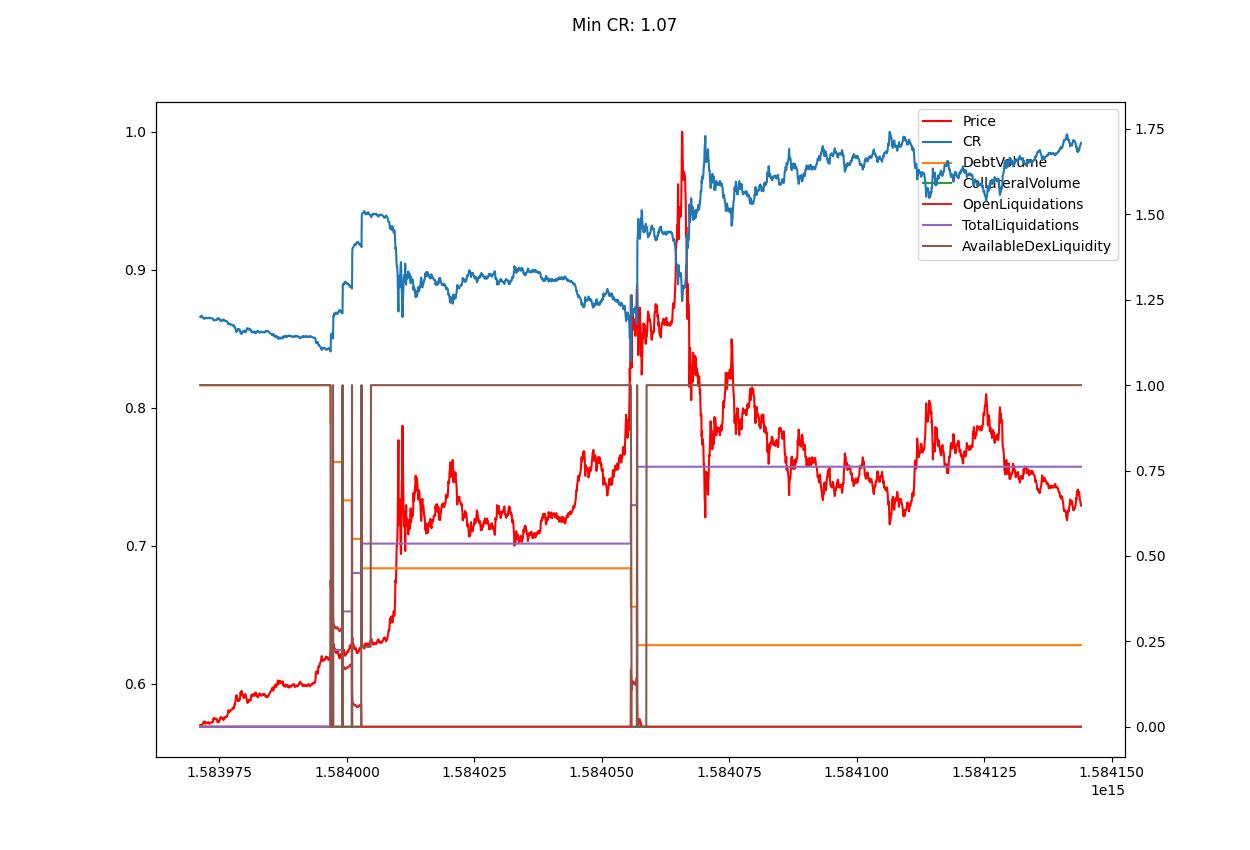 Min CR: 1.07
1.0
0.9
0.8
0.7
0.6
1.75
1.50
1.25
1.00
0.75
0.50
0.25
0.00
Price
CR
DebtVolume
CollateralVolume
OpenLiquidations
TotalLiquidations
AvailableDexLiquidity
1.583975 1.584000 1.584025 1.584050 1.584075 1.584100 1.584125 1.584150
1e15